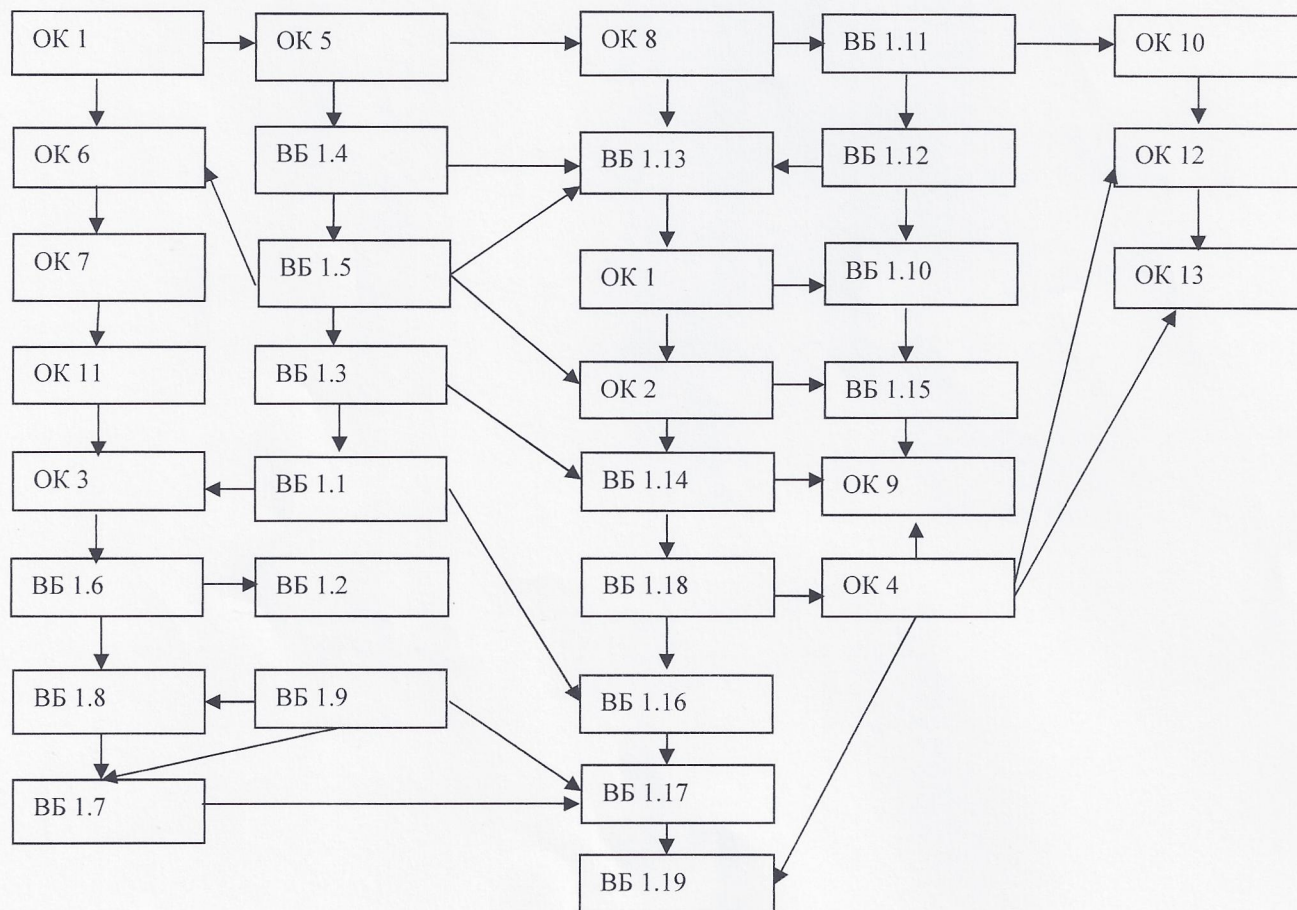 ОК 1
ОК 5
ОК 8
ВБ 1.11
ОК 10
ОК 6
ВБ 1.4
ВБ 1.13
ВБ 1.12
ОК 12
ОК 7
ВБ 1.5
ОК 1
ВБ 1.10
ОК 13
ОК 11
ВБ 1.3
ОК 2
ВБ 1.15
ОК 3
ВБ 1.1
ВБ 1.14
ОК 9
ВБ 1.6
ВБ 1.2
ВБ 1.18
ОК 4
ВБ 1.8
ВБ 1.9
ВБ 1.16
ВБ 1.7
ВБ 1.17
ВБ 1.19